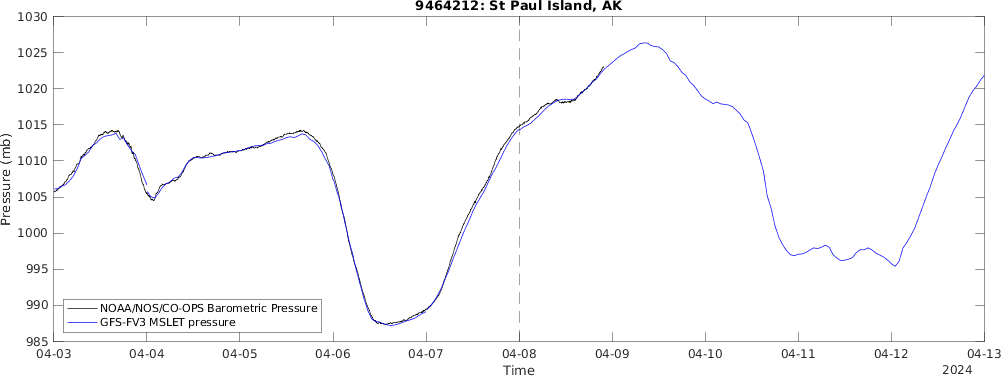 9464212: St Paul Island, AK
Pressure (mb)
1030
1025
1020
1015
1010
1005
1000
995
990
985
NOAA/NOS/CO-OPS Barometric Pressure
GFS-FV3 MSLET pressure
04-03 04-04 04-05 04-06 04-07 04-08 04-09 04-10 04-11 04-12 04-13
Time
2024